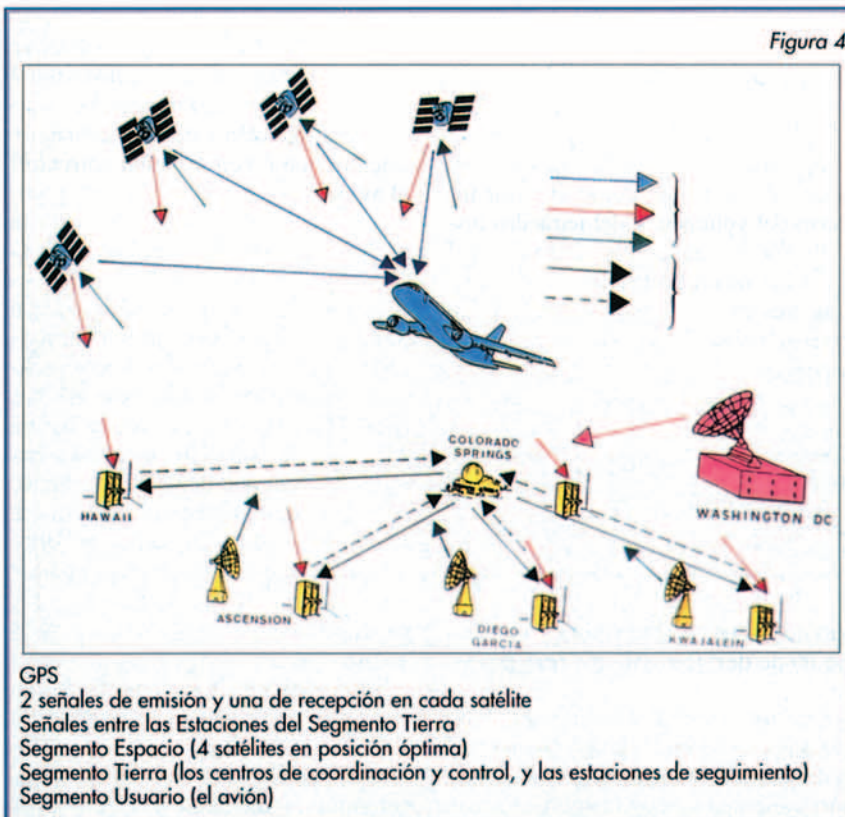 Figura 4
COLORADO
SPRINGS
HAWAII
WASHINGTON DC
ASCENSION
DIEGO
GARCIA
KWAJALEIN
GPS
2 señales de emisión y una de recepción en cada satélite
Señales entre las Estaciones del Segmento Tierra
Segmento Espacio (4 satélites en posición óptima)
Segmento Tierra (los centros de coordinación y control, y las estaciones de seguimiento)
Segmento Usuario (el avión)